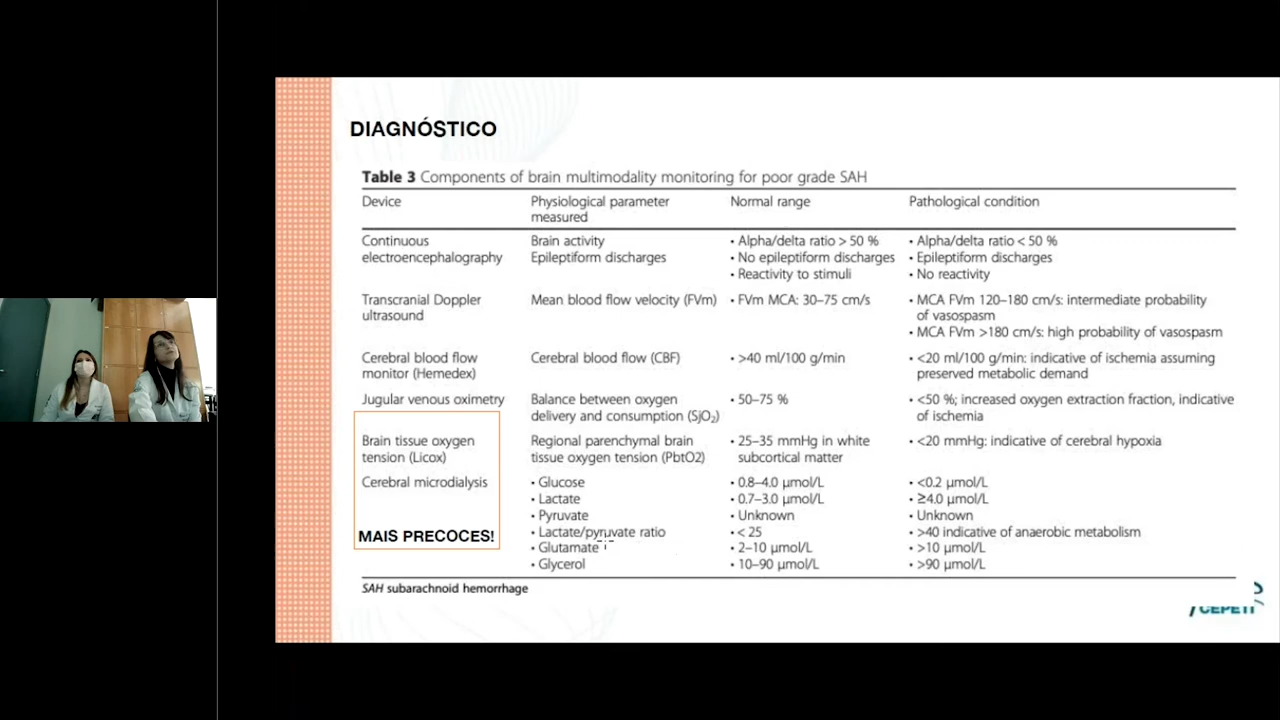 DIAGNÓSTICO
Table 3 Components of brain multimodality monitoring for poor grade SAH
Device Physiological parameter measured Normal range Pathological condition
Continuous electroencephalography
Brain activity
Epileptiform discharges
• Alpha/delta ratio > 50 %
• No epileptiform discharges
• Reactivity to stimuli
• Alpha/delta ratio < 50 %
• Epileptiform discharges
• No reactivity
Transcranial Doppler
ultrasound
Mean blood flow velocity (FVm)
• FVm MCA: 30–75 cm/s
• MCA FVm 120–180 cm/s: intermediate probability
of vasospasm
• MCA FVm >180 cm/s: high probability of vasospasm
Cerebral blood flow
monitor (Hemedex)
Cerebral blood flow (CBF)
• >40 ml/100 g/min
• <20 ml/100 g/min: indicative of ischemia assuming
preserved metabolic demand
Jugular venous oximetry
Balance between oxygen
delivery and consumption (SjO₂)
• 50–75 %
• <50 %; increased oxygen extraction fraction, indicative
of ischemia
Brain tissue oxygen
tension (Licox)
Regional parenchymal brain
tissue oxygen tension (PbtO2)
• 25–35 mmHg in white
subcortical matter
• <20 mmHg: indicative of cerebral hypoxia
Cerebral microdialysis
• Glucose • 0.8–4.0 μmol/L • <0.2 μmol/L
• Lactate • 0.7–3.0 μmol/L • ≥4.0 μmol/L
• Pyruvate • Unknown • Unknown
• Lactate/pyruvate ratio • < 25 • >40 indicative of anaerobic metabolism
• Glutamate • 2–10 μmol/L • >10 μmol/L
• Glycerol • 10–90 μmol/L • >90 μmol/L
MAIS PRECOCES!
SAH subarachnoid hemorrhage
CEPETI